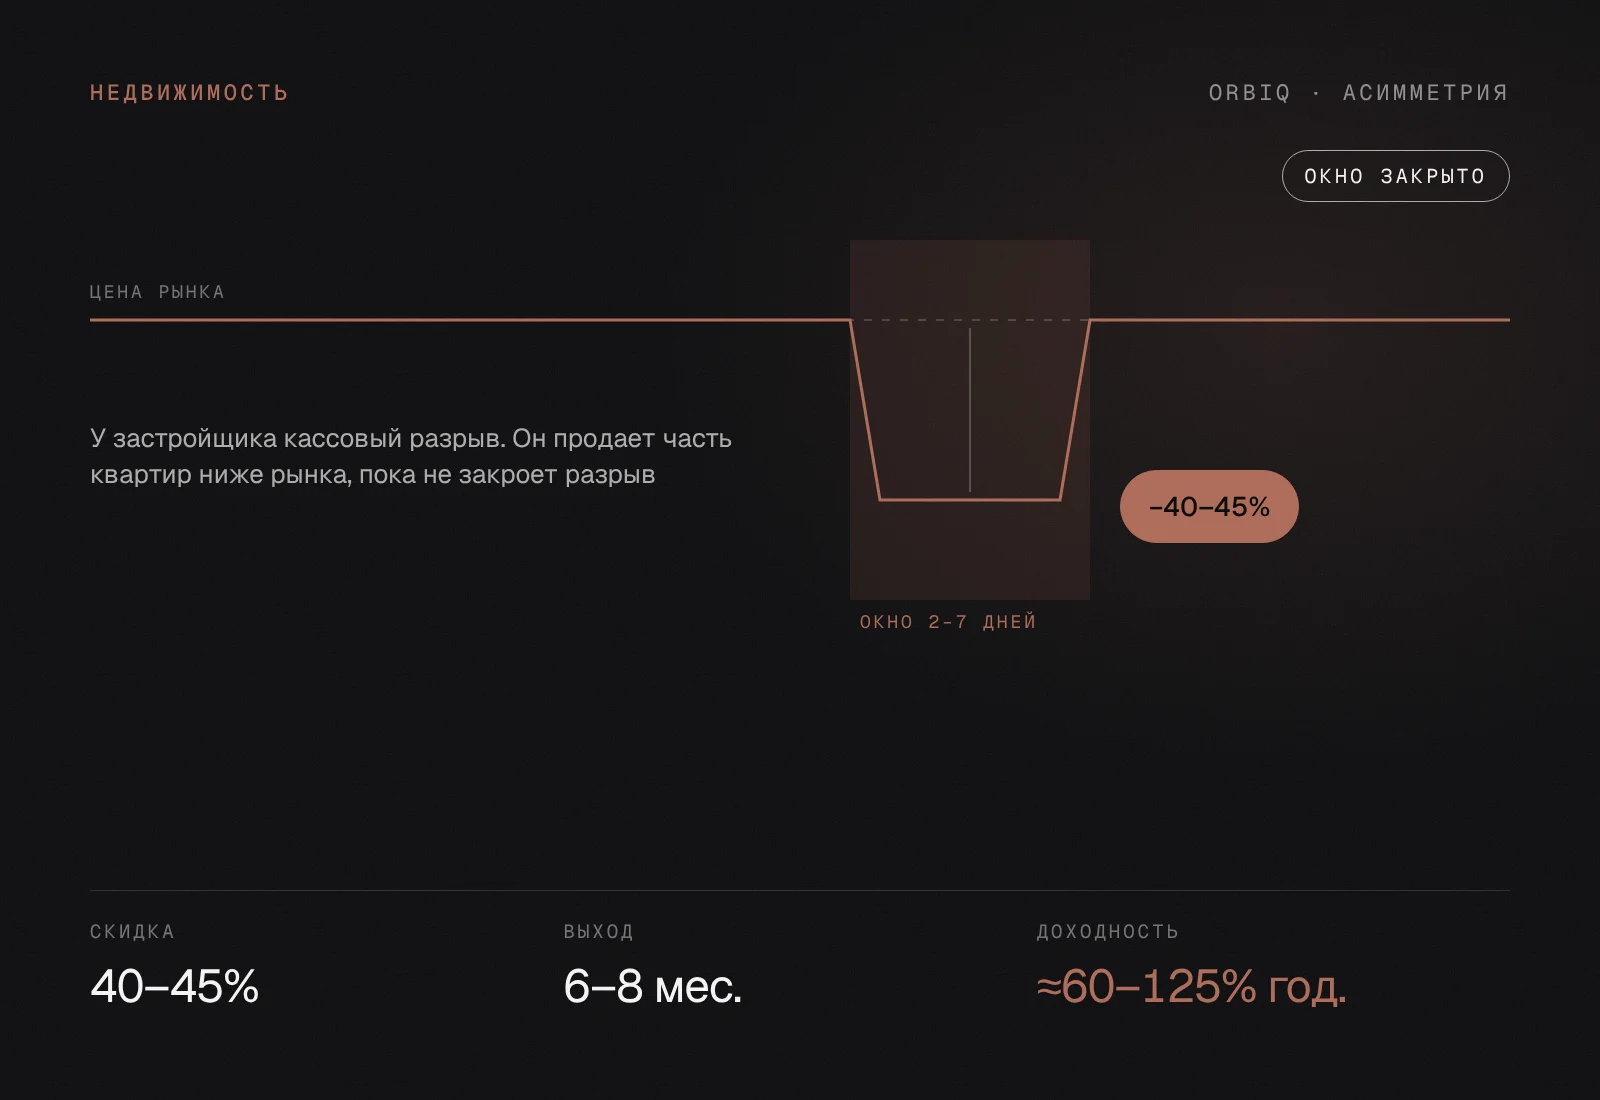 НЕДВИЖИМОСТЬ
ORBIQ · АСИММЕТРИЯ
ОКНО ЗАКРЫТО
ЦЕНА РЫНКА
У застройщика кассовый разрыв. Он продает часть
квартир ниже рынка, пока не закроет разрыв
−40–45%
ОКНО 2–7 ДНЕЙ
СКИДКА
40–45%
ВЫХОД
6–8 мес.
ДОХОДНОСТЬ
≈60–125% год.